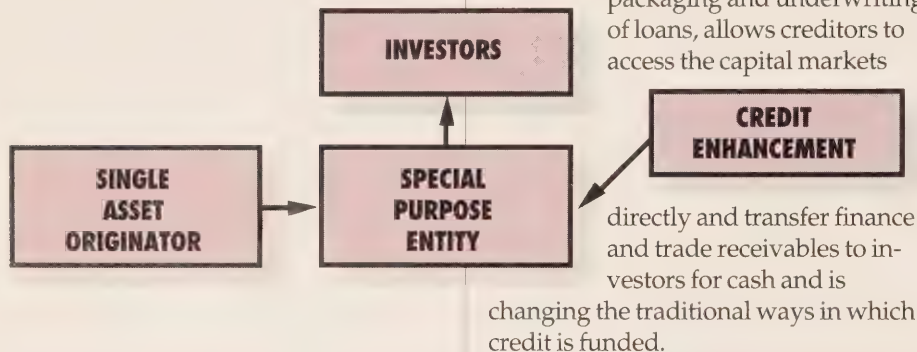 packaging and underwriting
of loans, allows creditors to
access the capital markets
INVESTORS
CREDIT
ENHANCEMENT
SINGLE
ASSET
ORIGINATOR
SPECIAL
PURPOSE
ENTITY
directly and transfer finance
and trade receivables to in-
vestors for cash and is
changing the traditional ways in which
credit is funded.